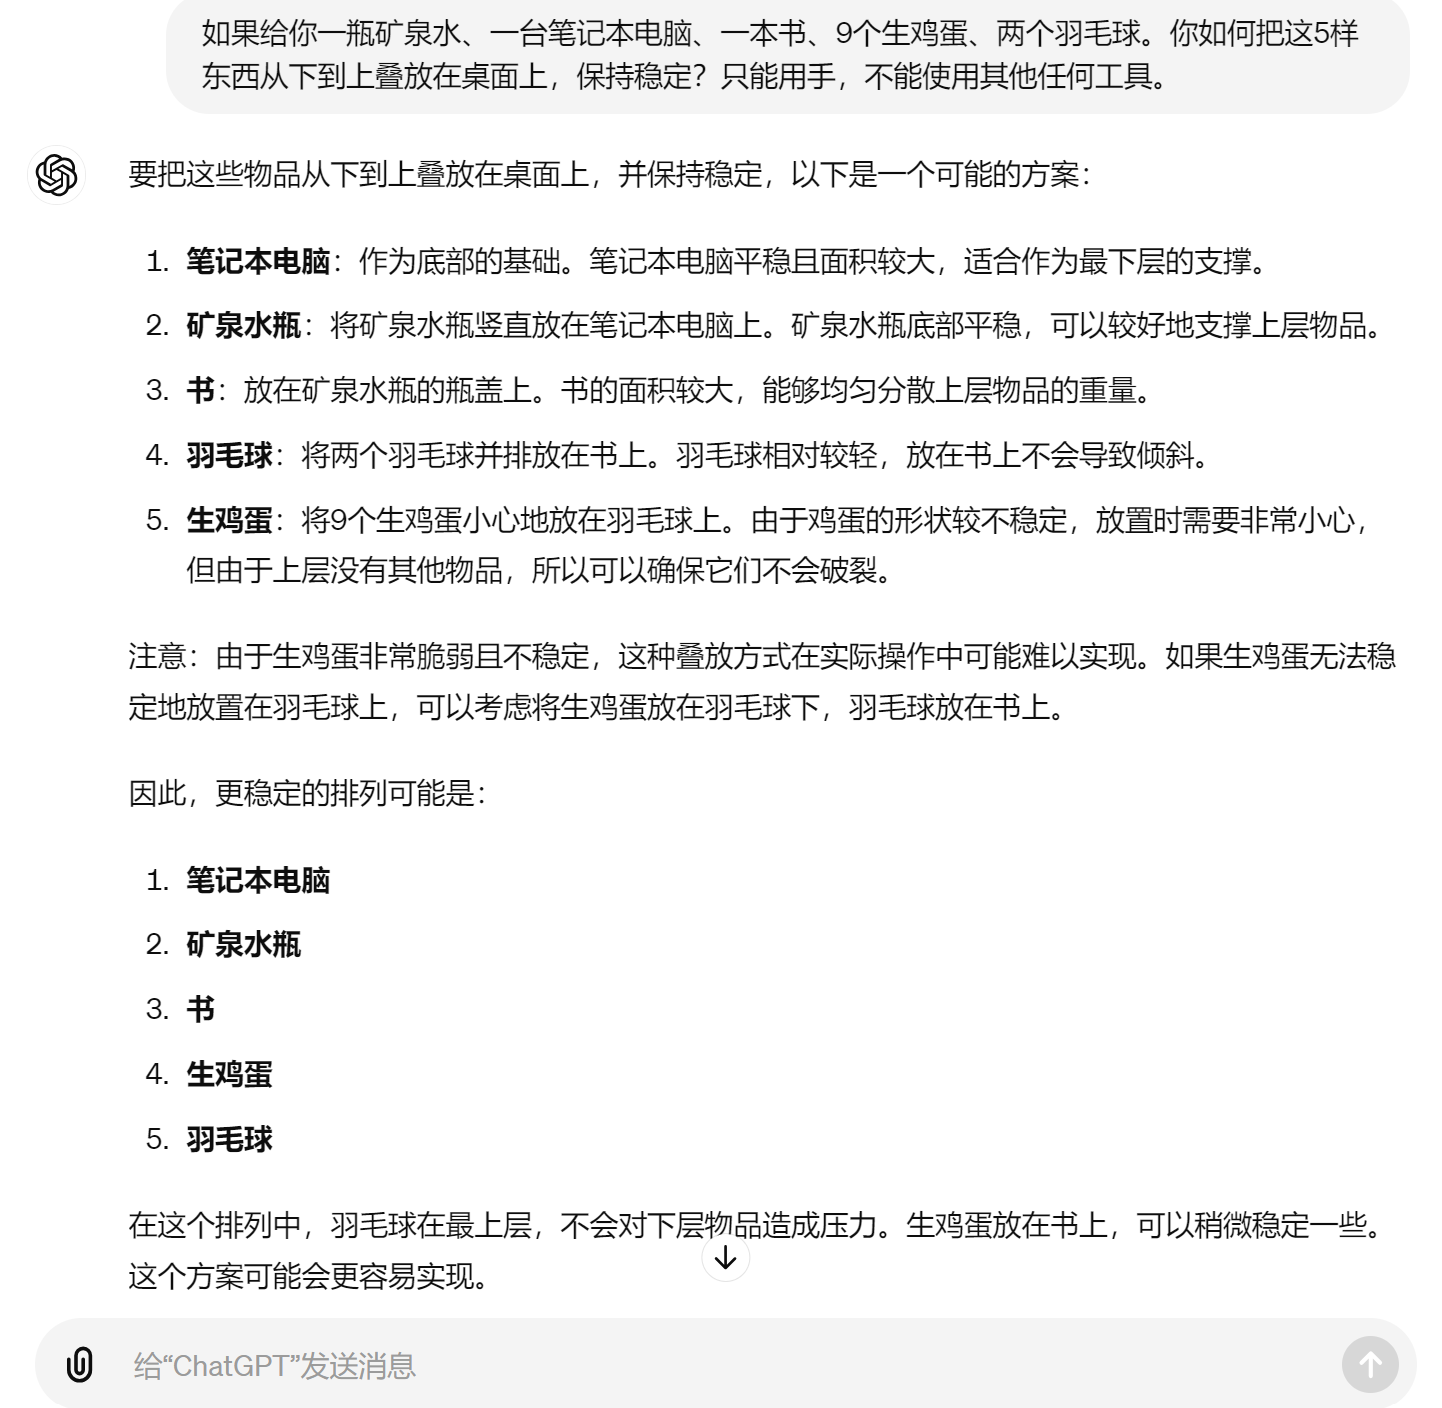 如果给你一瓶矿泉水、一台笔记本电脑、一本书、9个生鸡蛋、两个羽毛球。你如何把这5样
东西从下到上叠放在桌面上，保持稳定？只能用手，不能使用其他任何工具。
要把这些物品从下到上叠放在桌面上，并保持稳定，以下是一个可能的方案：
1. 笔记本电脑：作为底部的基础。笔记本电脑平稳且面积较大，适合作为最下层的支撑。
2. 矿泉水瓶：将矿泉水瓶竖直放在笔记本电脑上。矿泉水瓶底部平稳，可以较好地支撑上层物品。
3. 书：放在矿泉水瓶的瓶盖上。书的面积较大，能够均匀分散上层物品的重量。
4. 羽毛球：将两个羽毛球并排放在书上。羽毛球相对较轻，放在书上不会导致倾斜。
5. 生鸡蛋：将9个生鸡蛋小心地放在羽毛球上。由于鸡蛋的形状较不稳定，放置时需要非常小心，
但由于上层没有其他物品，所以可以确保它们不会破裂。
注意：由于生鸡蛋非常脆弱且不稳定，这种叠放方式在实际操作中可能难以实现。如果生鸡蛋无法稳
定地放置在羽毛球上，可以考虑将生鸡蛋放在羽毛球下，羽毛球放在书上。
因此，更稳定的排列可能是：
1. 笔记本电脑
2. 矿泉水瓶
3. 书
4. 生鸡蛋
5. 羽毛球
在这个排列中，羽毛球在最上层，不会对下层物品造成压力。生鸡蛋放在书上，可以稍微稳定一些。
这个方案可能会更容易实现。
给“ChatGPT”发送消息